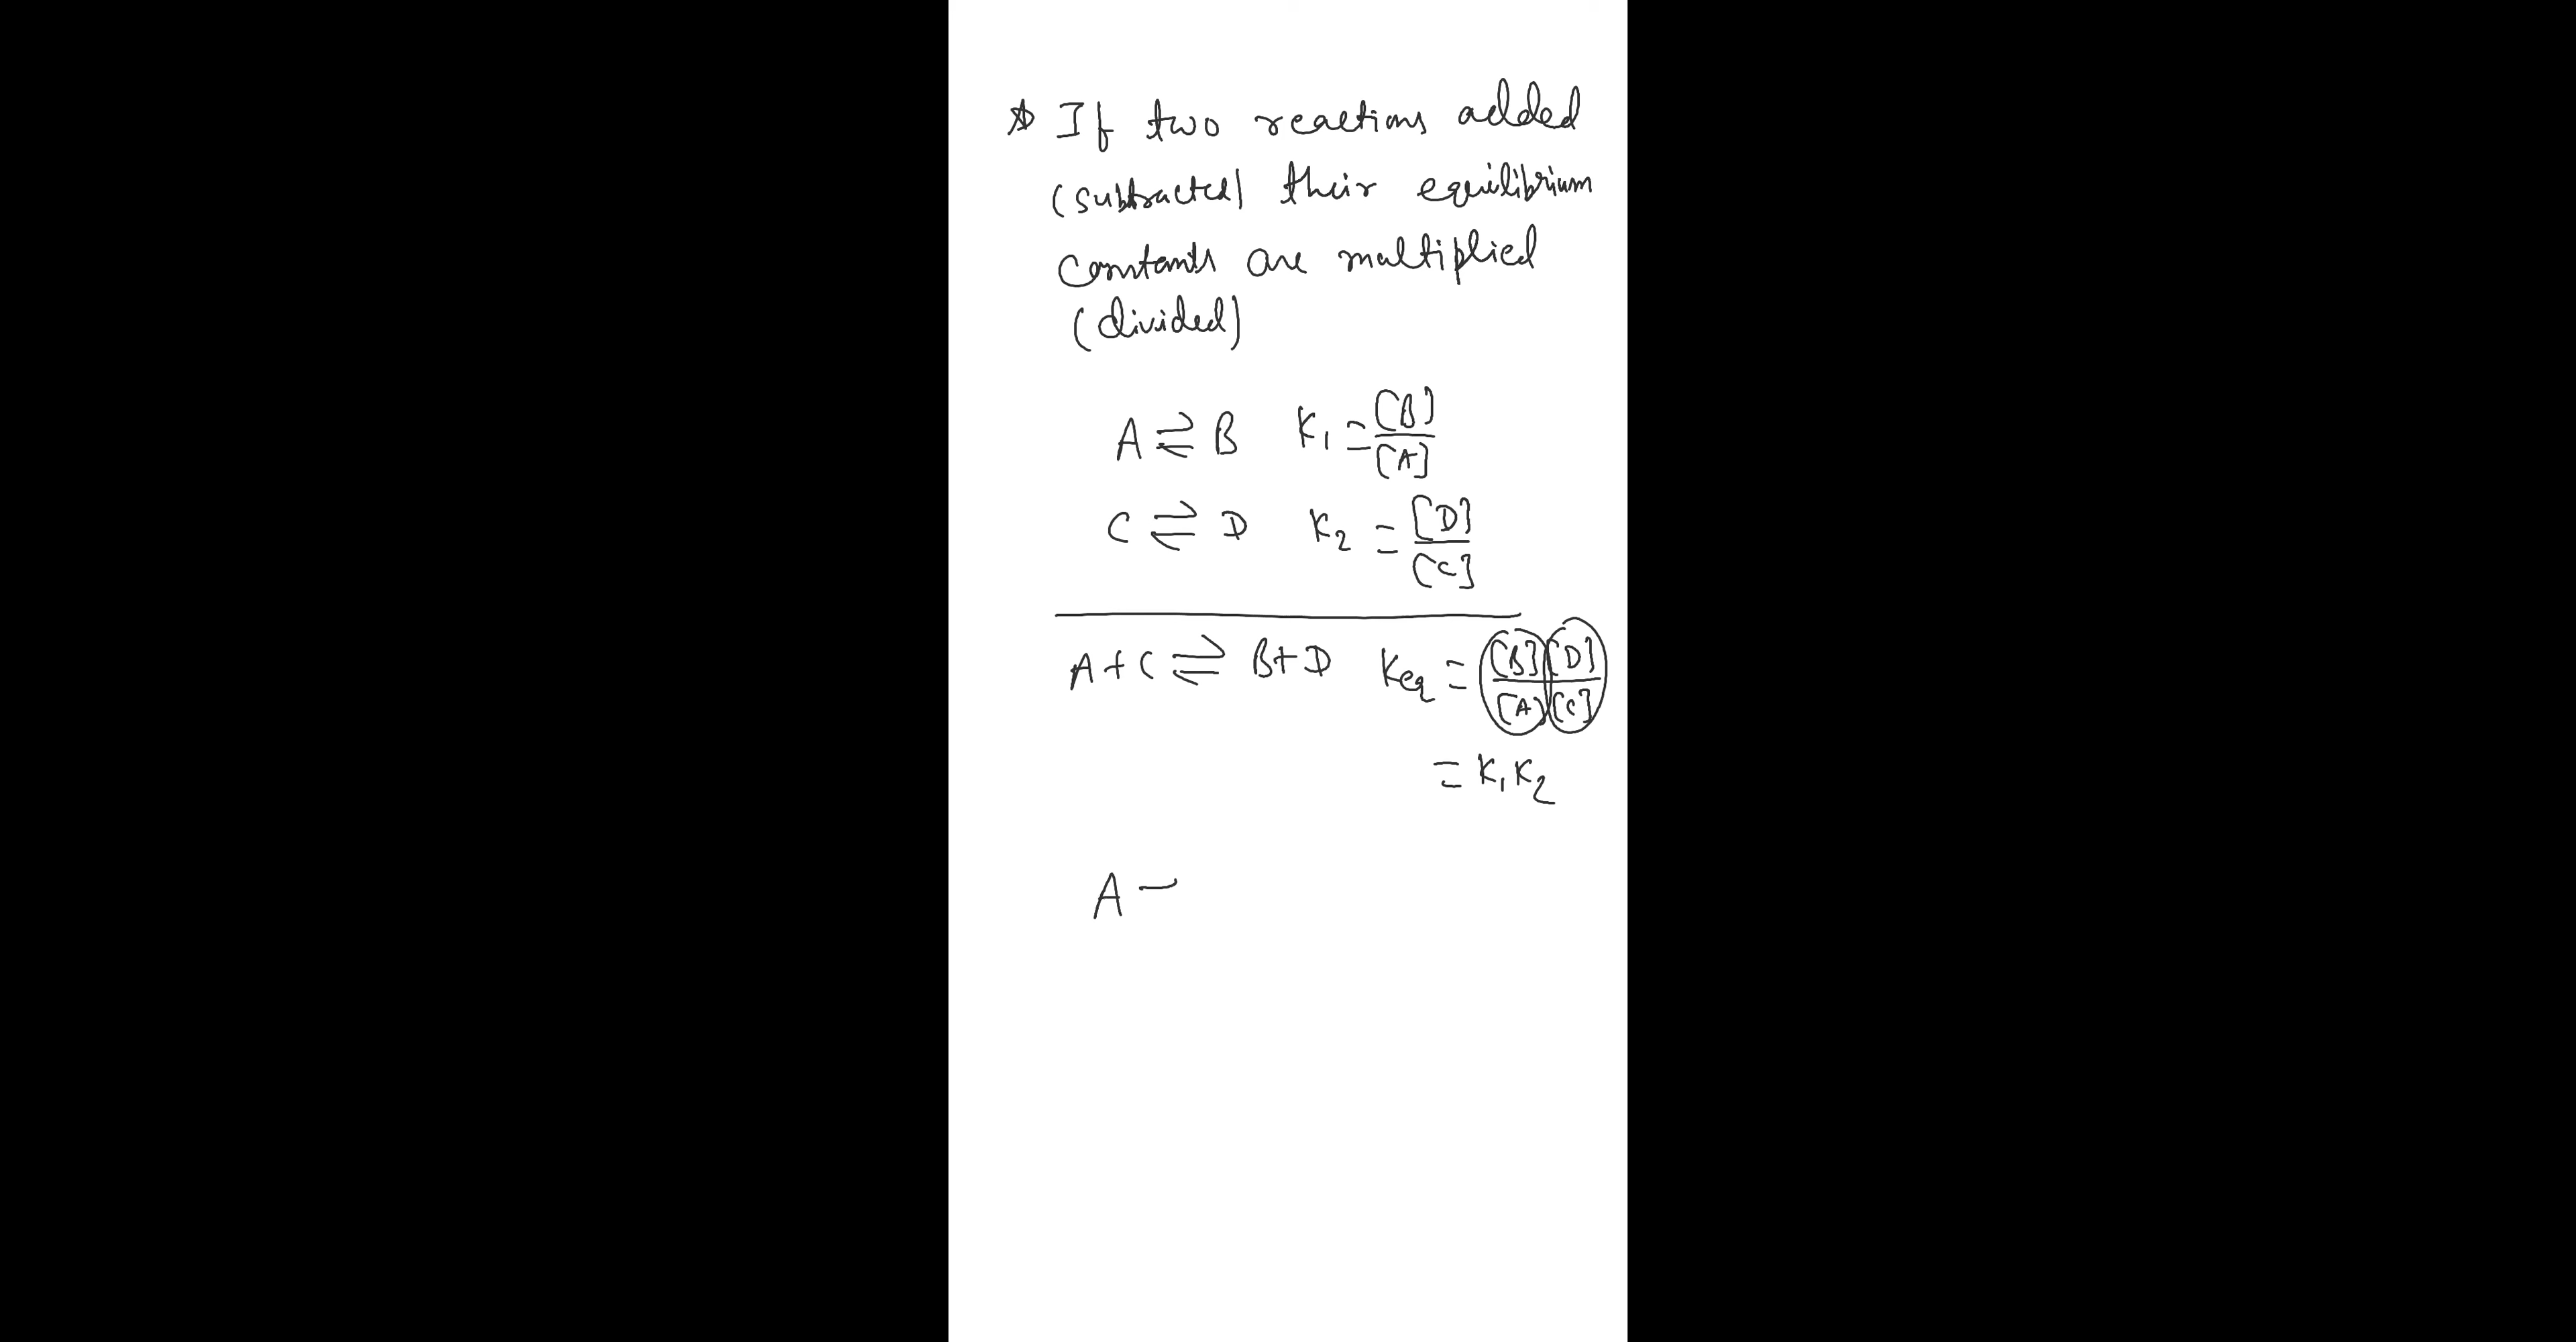 ☆ If two reactions added
(subtracted) their equilibrium
constants are multiplied
(divided)
A ⇌ B K₁ = [B]/[A]
C ⇌ D K₂ = [D]/[C]
A + C ⇌ B + D Keq = [B][D]/[A][C]
= K₁K₂
A −